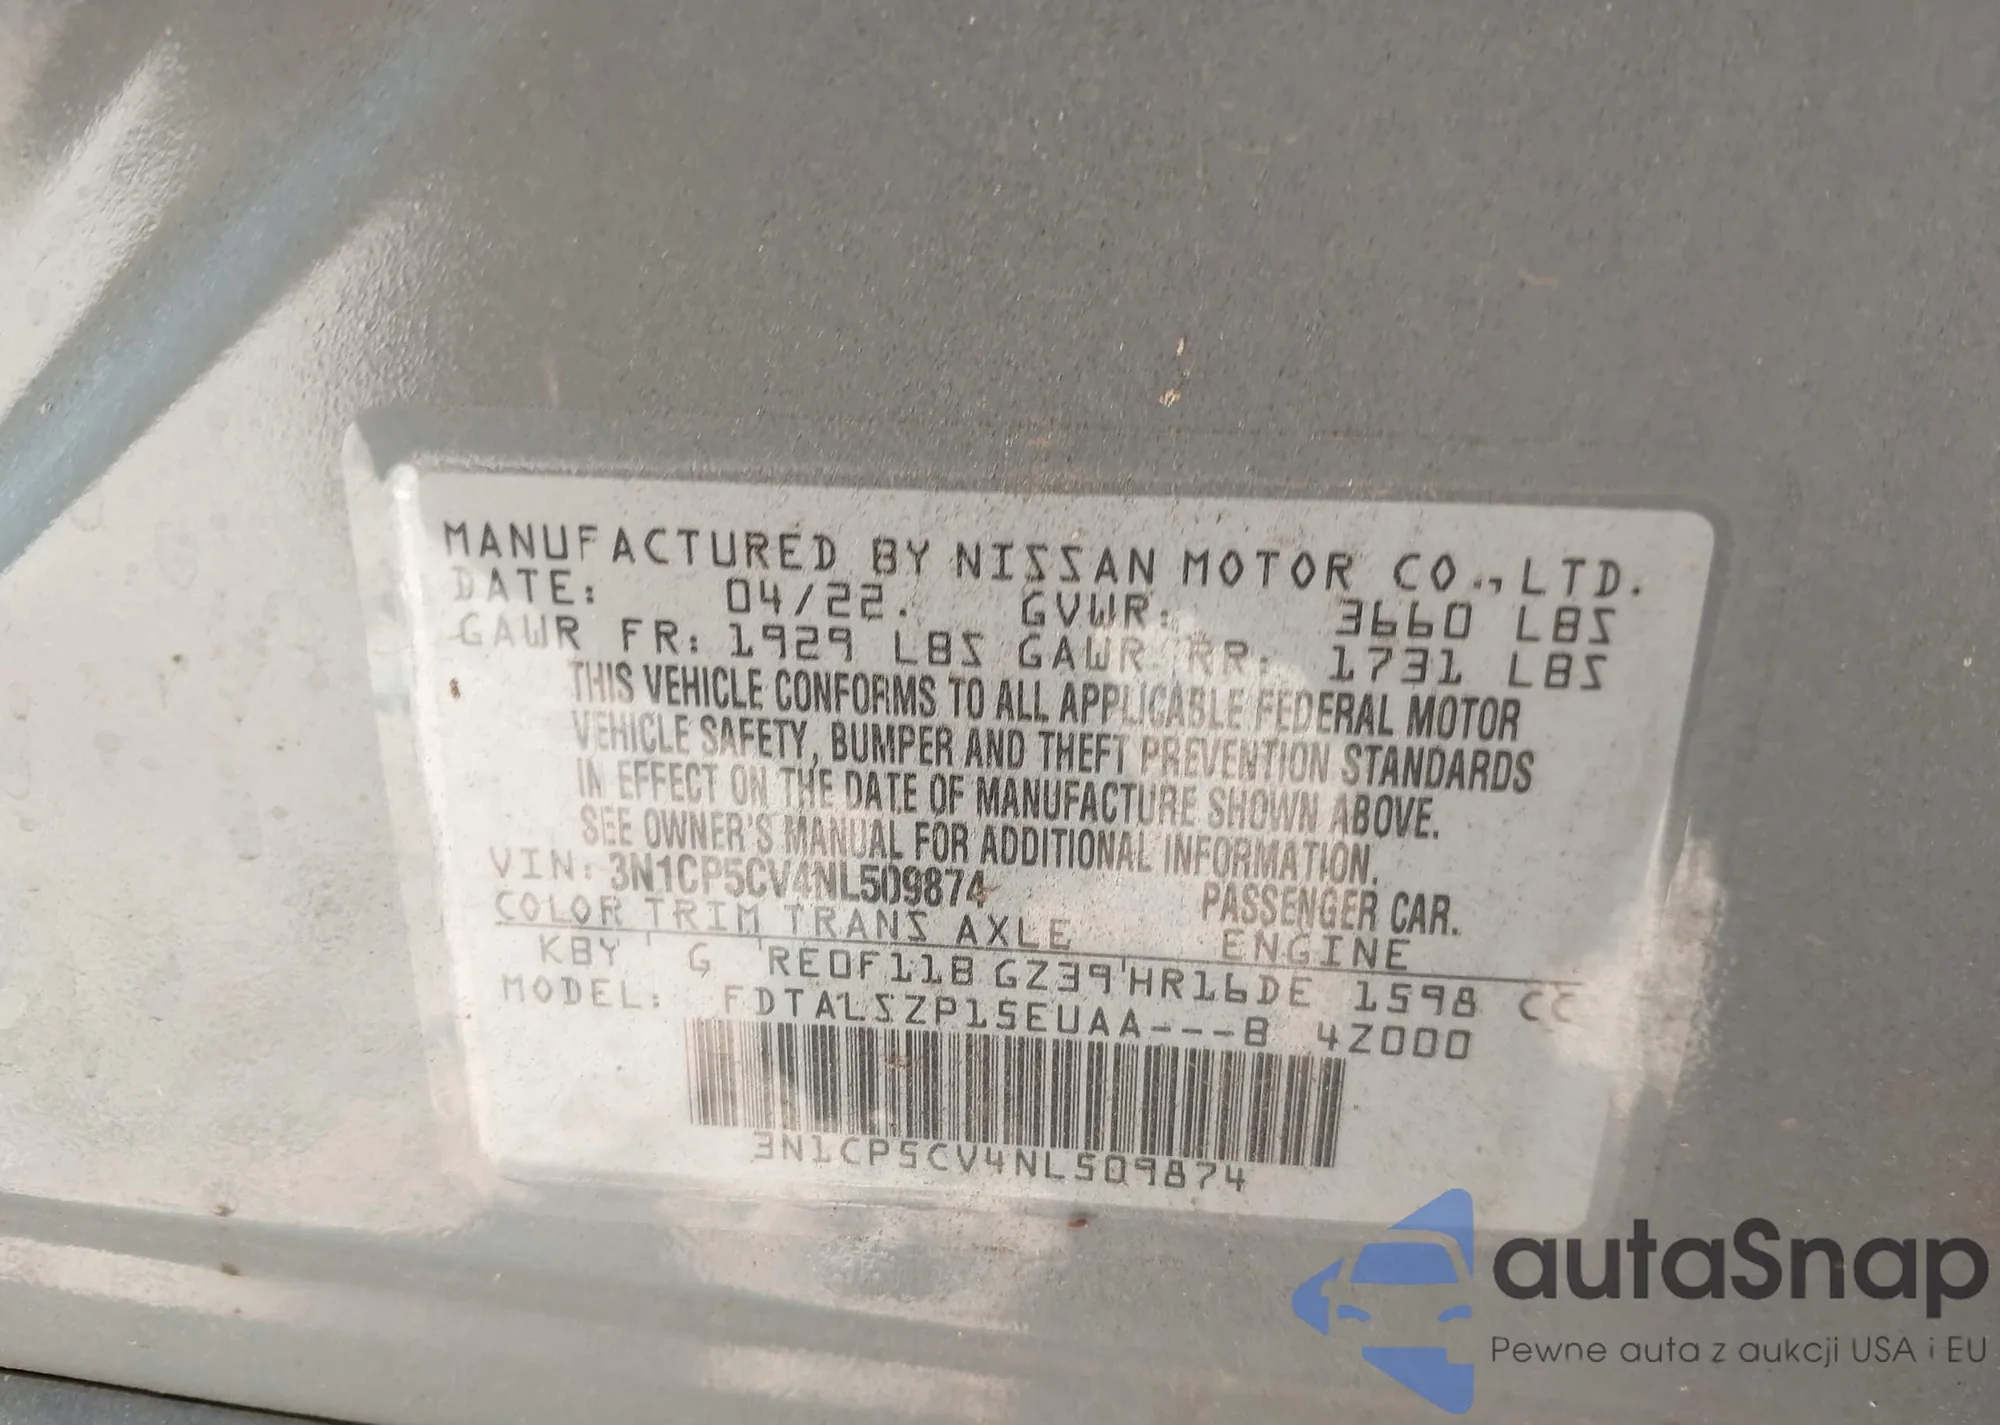 MANUFACTURED BY NISSAN MOTOR CO., LTD.
DATE: 04/22. GVWR: 3660 LBS
GAWR FR: 1929 LBS GAWR RR: 1731 LBS
THIS VEHICLE CONFORMS TO ALL APPLICABLE FEDERAL MOTOR
VEHICLE SAFETY, BUMPER AND THEFT PREVENTION STANDARDS
IN EFFECT ON THE DATE OF MANUFACTURE SHOWN ABOVE.
SEE OWNER'S MANUAL FOR ADDITIONAL INFORMATION.
VIN: 3N1CP5CV4NL509874 PASSENGER CAR.
COLOR TRIM TRANS AXLE ENGINE
KBY G RE0F11B GZ39 HR16DE 1598 CC
MODEL: FDTALSZP15EUAA---B 4Z000
3N1CP5CV4NL509874
autaSnap
Pewne auta z aukcji USA i EU